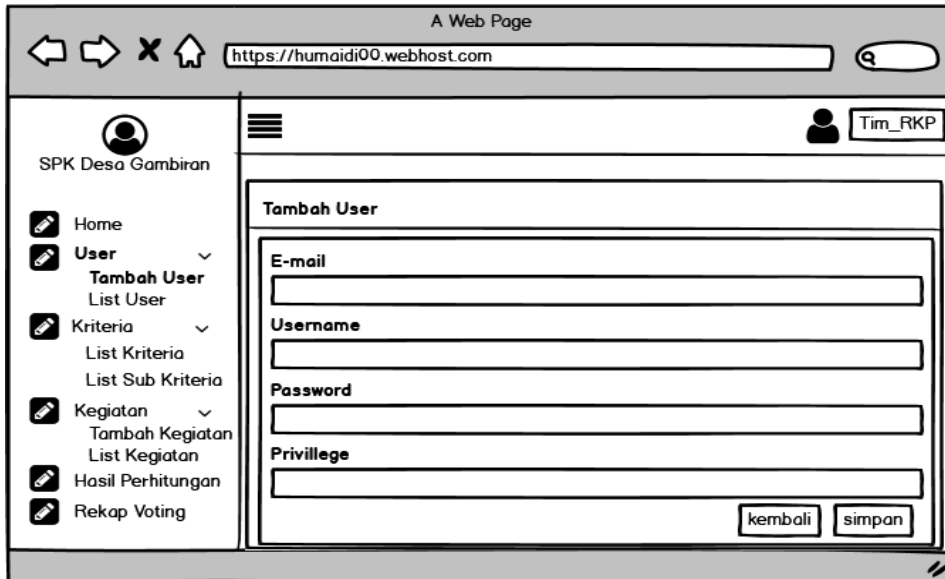 A Web Page
https://humaidi00.webhost.com
Tim_RKP
SPK Desa Gambiran
Home
User
Tambah User
List User
Kriteria
List Kriteria
List Sub Kriteria
Kegiatan
Tambah Kegiatan
List Kegiatan
Hasil Perhitungan
Rekap Voting
Tambah User
E-mail
Username
Password
Privillege
kembali
simpan